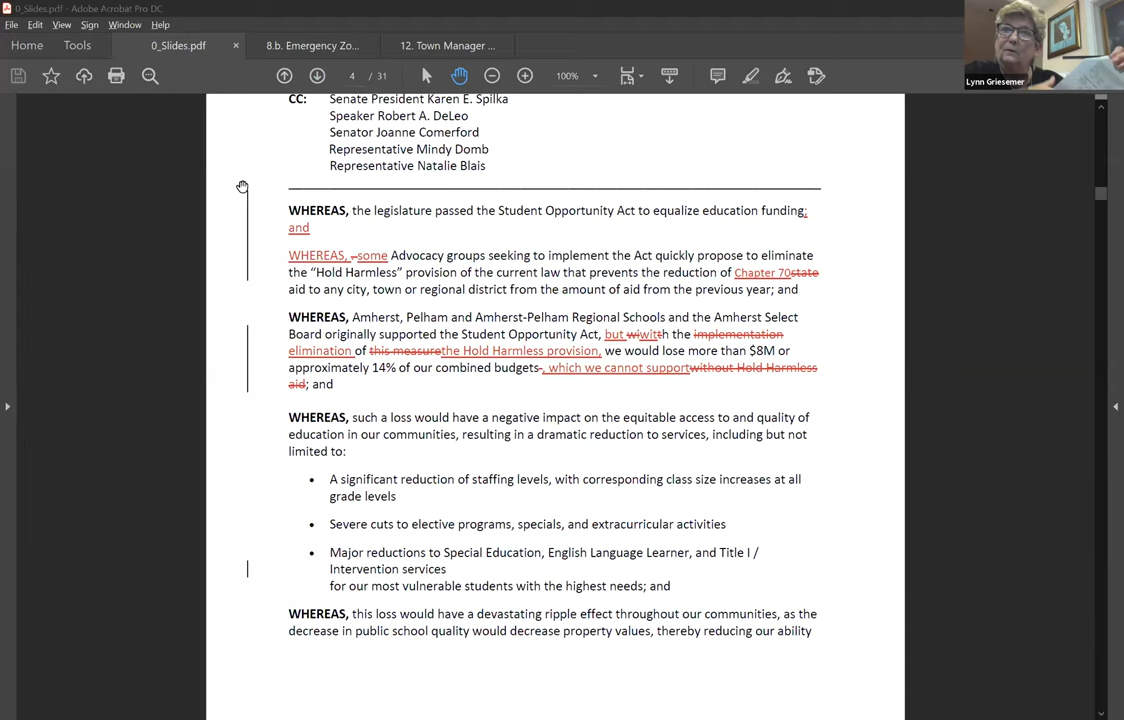 0_Slides.pdf - Adobe Acrobat Pro DC
File Edit View Sign Window Help
Home Tools 0_Slides.pdf × 8.b. Emergency Zo... 12. Town Manager ...
4 / 31 100%
Lynn Griesemer
CC: Senate President Karen E. Spilka
Speaker Robert A. DeLeo
Senator Joanne Comerford
Representative Mindy Domb
Representative Natalie Blais
WHEREAS, the legislature passed the Student Opportunity Act to equalize education funding;
and
WHEREAS, -some Advocacy groups seeking to implement the Act quickly propose to eliminate
the “Hold Harmless” provision of the current law that prevents the reduction of Chapter 70state
aid to any city, town or regional district from the amount of aid from the previous year; and
WHEREAS, Amherst, Pelham and Amherst-Pelham Regional Schools and the Amherst Select
Board originally supported the Student Opportunity Act, but wiwitth the implementation
elimination of this measurethe Hold Harmless provision, we would lose more than $8M or
approximately 14% of our combined budgets-, which we cannot supportwithout Hold Harmless
aid; and
WHEREAS, such a loss would have a negative impact on the equitable access to and quality of
education in our communities, resulting in a dramatic reduction to services, including but not
limited to:
• A significant reduction of staffing levels, with corresponding class size increases at all
grade levels
• Severe cuts to elective programs, specials, and extracurricular activities
• Major reductions to Special Education, English Language Learner, and Title I /
Intervention services
for our most vulnerable students with the highest needs; and
WHEREAS, this loss would have a devastating ripple effect throughout our communities, as the
decrease in public school quality would decrease property values, thereby reducing our ability